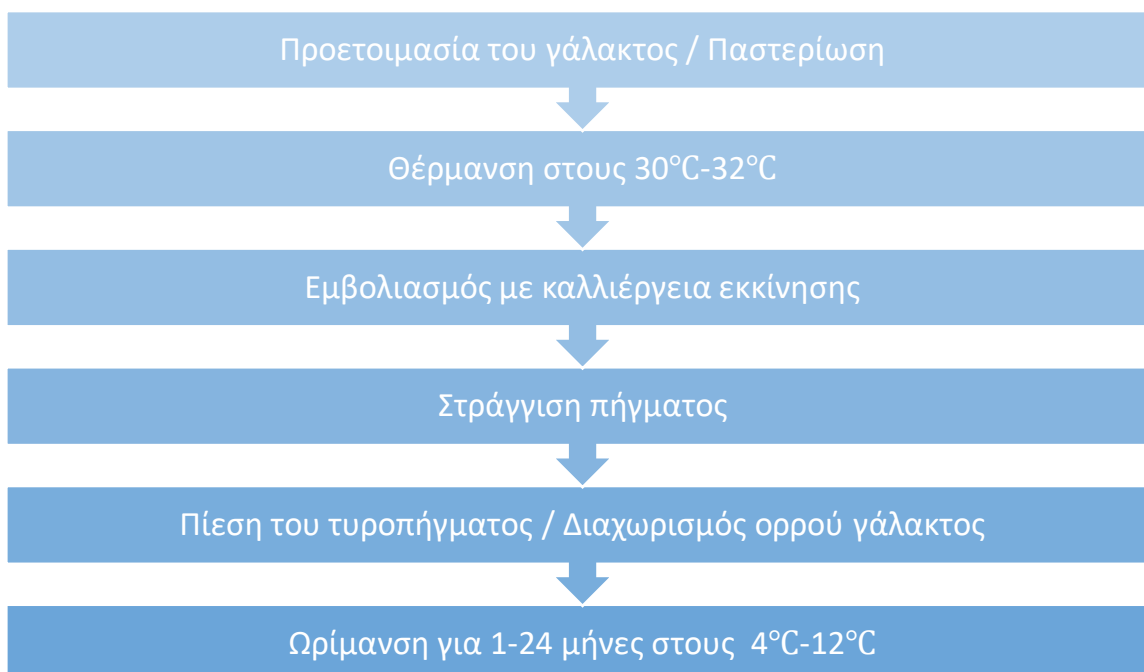 Προετοιμασία του γάλακτος / Παστερίωση
Θέρμανση στους 30℃-32℃
Εμβολιασμός με καλλιέργεια εκκίνησης
Στράγγιση πήγματος
Πίεση του τυροπήγματος / Διαχωρισμός ορρού γάλακτος
Ωρίμανση για 1-24 μήνες στους 4℃-12℃